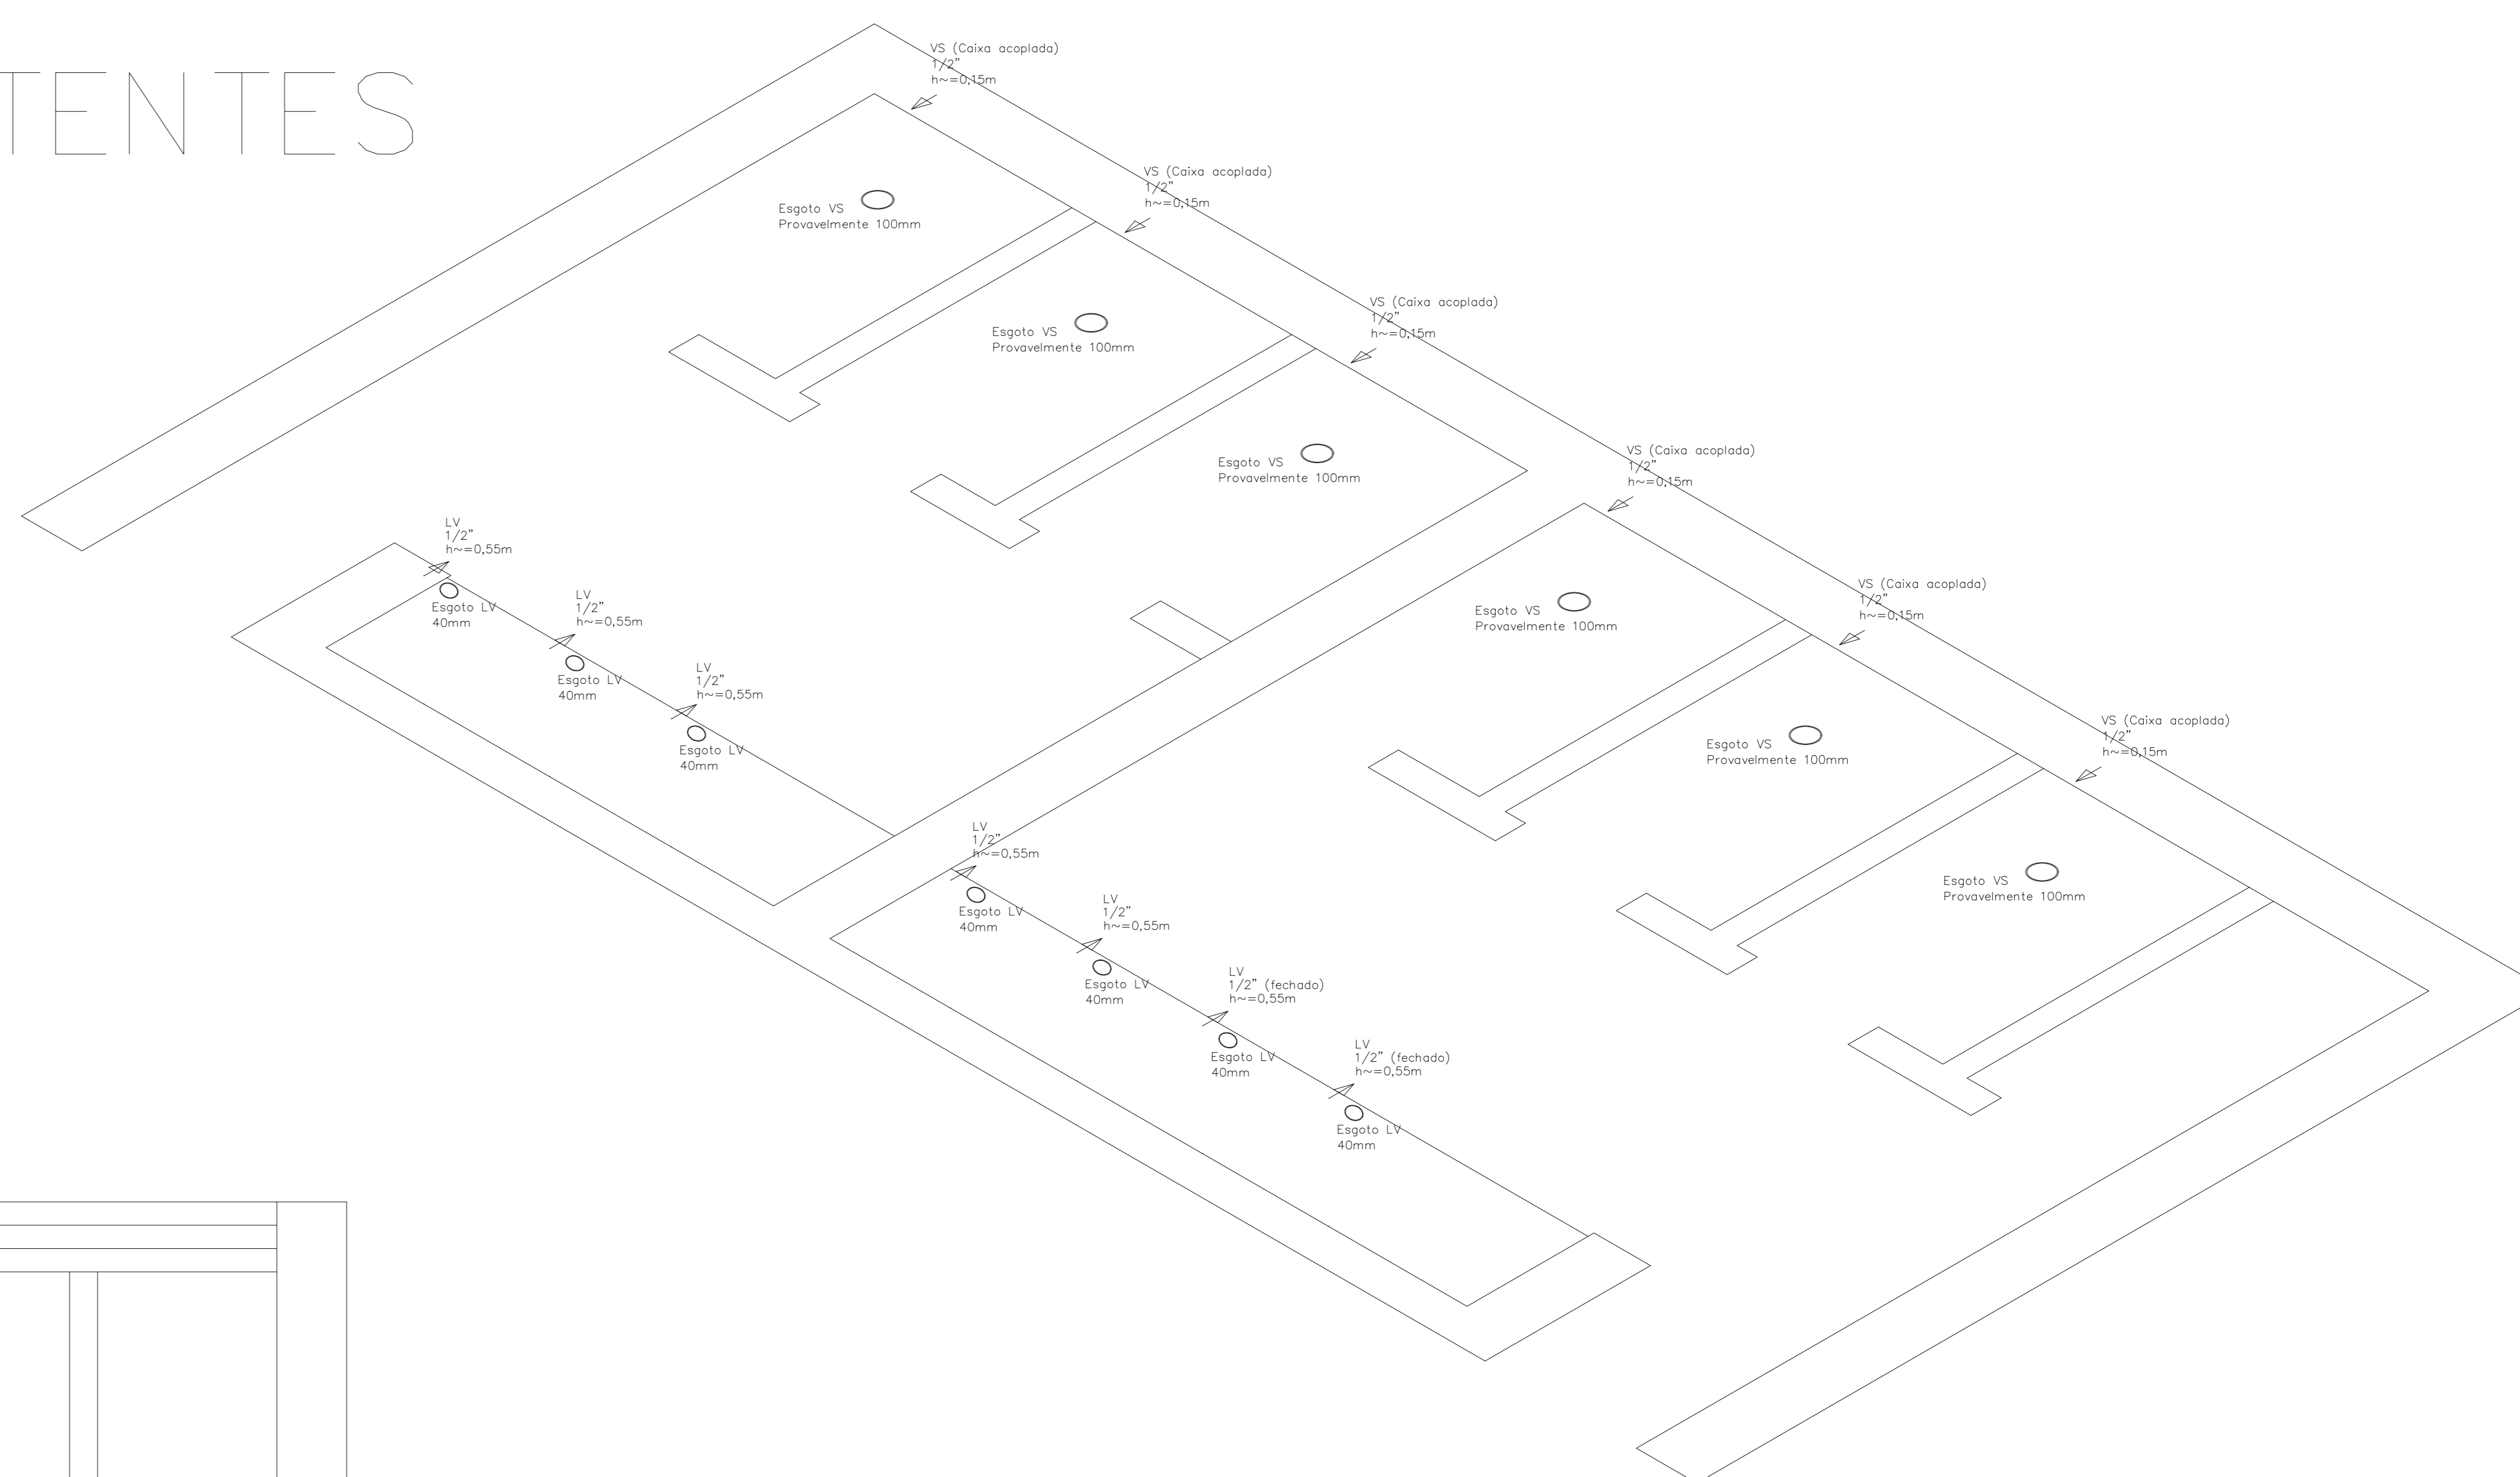 TENTES
VS (Caixa acoplada)
1/2"
h~=0,15m
Esgoto VS
Provavelmente 100mm
VS (Caixa acoplada)
1/2"
h~=0,15m
Esgoto VS
Provavelmente 100mm
VS (Caixa acoplada)
1/2"
h~=0,15m
Esgoto VS
Provavelmente 100mm
VS (Caixa acoplada)
1/2"
h~=0,15m
Esgoto VS
Provavelmente 100mm
VS (Caixa acoplada)
1/2"
h~=0,15m
Esgoto VS
Provavelmente 100mm
VS (Caixa acoplada)
1/2"
h~=0,15m
Esgoto VS
Provavelmente 100mm
LV
1/2"
h~=0,55m
Esgoto LV
40mm
LV
1/2"
h~=0,55m
Esgoto LV
40mm
LV
1/2"
h~=0,55m
Esgoto LV
40mm
LV
1/2"
h~=0,55m
Esgoto LV
40mm
LV
1/2"
h~=0,55m
Esgoto LV
40mm
LV
1/2" (fechado)
h~=0,55m
Esgoto LV
40mm
LV
1/2" (fechado)
h~=0,55m
Esgoto LV
40mm